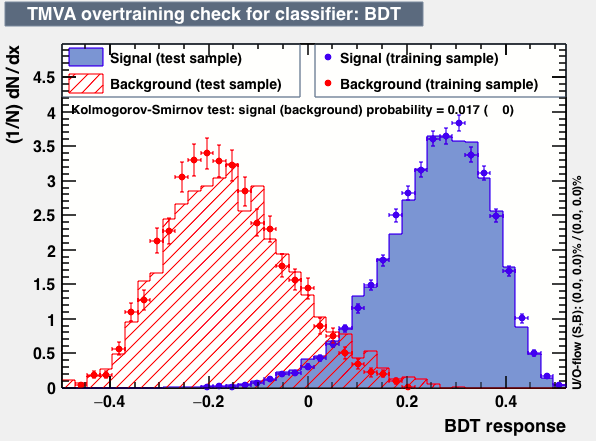 TMVA overtraining check for classifier: BDT
(1/N) dN/dx
Signal (test sample)
Background (test sample)
Signal (training sample)
Background (training sample)
Kolmogorov-Smirnov test: signal (background) probability = 0.017 ( 0)
4.5
4
3.5
3
2.5
2
1.5
1
0.5
0
−0.4
−0.2
0
0.2
0.4
BDT response
U/O-flow (S,B): (0.0, 0.0)% / (0.0, 0.0)%